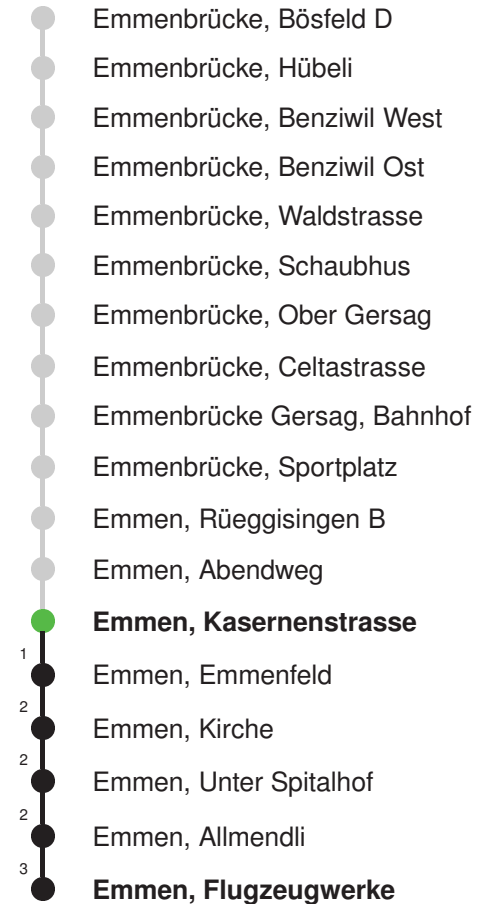 Emmenbrücke, Bösfeld D
Emmenbrücke, Hübeli
Emmenbrücke, Benziwil West
Emmenbrücke, Benziwil Ost
Emmenbrücke, Waldstrasse
Emmenbrücke, Schaubhus
Emmenbrücke, Ober Gersag
Emmenbrücke, Celtastrasse
Emmenbrücke Gersag, Bahnhof
Emmenbrücke, Sportplatz
Emmen, Rüeggisingen B
Emmen, Abendweg
Emmen, Kasernenstrasse
1 Emmen, Emmenfeld
2 Emmen, Kirche
2 Emmen, Unter Spitalhof
2 Emmen, Allmendli
3 Emmen, Flugzeugwerke